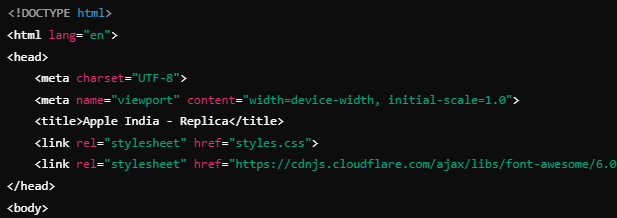 <!DOCTYPE html>
<html lang="en">
<head>
    <meta charset="UTF-8">
    <meta name="viewport" content="width=device-width, initial-scale=1.0">
    <title>Apple India - Replica</title>
    <link rel="stylesheet" href="styles.css">
    <link rel="stylesheet" href="https://cdnjs.cloudflare.com/ajax/libs/font-awesome/6.0
</head>
<body>